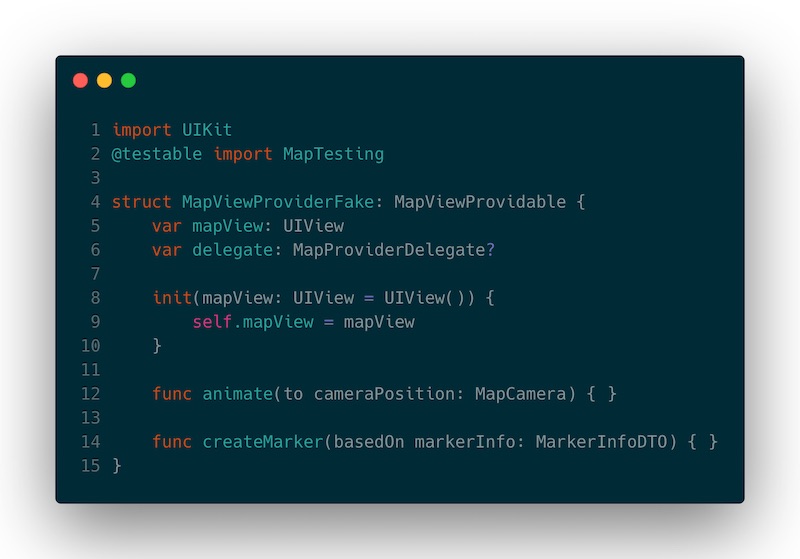 1 import UIKit
2 @testable import MapTesting
3
4 struct MapViewProviderFake: MapViewProvidable {
5     var mapView: UIView
6     var delegate: MapProviderDelegate?
7
8     init(mapView: UIView = UIView()) {
9         self.mapView = mapView
10     }
11
12     func animate(to cameraPosition: MapCamera) { }
13
14     func createMarker(basedOn markerInfo: MarkerInfoDTO) { }
15 }